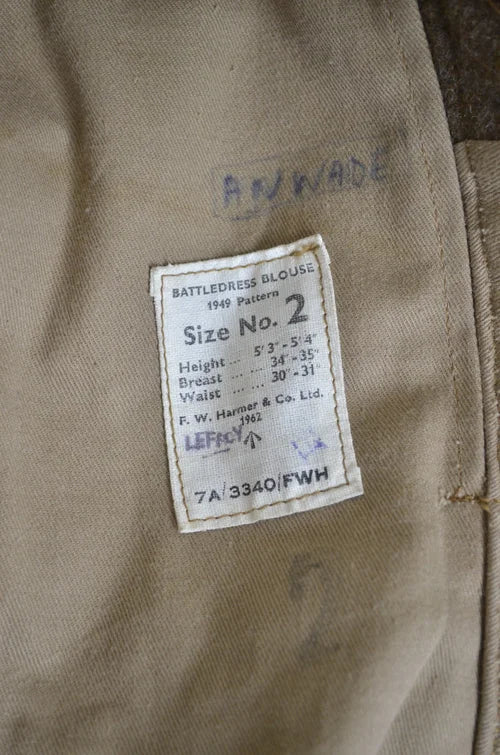 ANWADE
BATTLEDRESS BLOUSE
1949 Pattern
Size No. 2
Height ... 5'3"-5'4"
Breast ... ... 34"-35"
Waist ... ... 30"-31"
F. W. Harmer & Co. Ltd.
1962
7A/3340/FWH
2